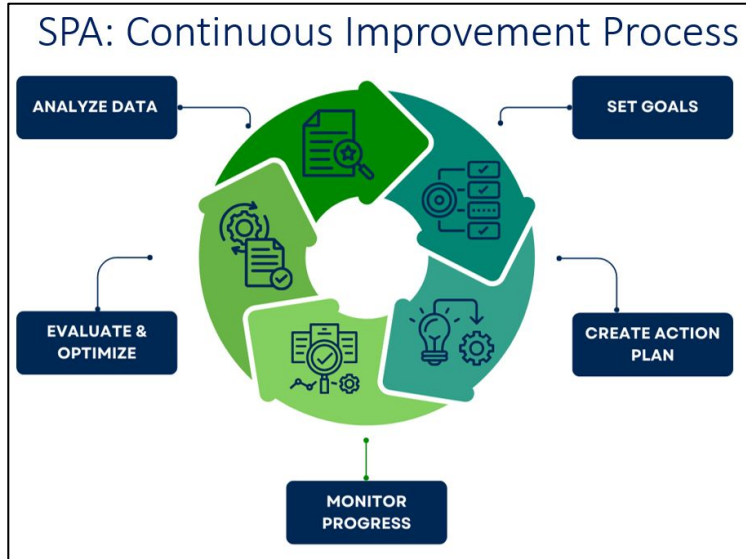 SPA: Continuous Improvement Process
ANALYZE DATA
SET GOALS
EVALUATE &
OPTIMIZE
CREATE ACTION
PLAN
MONITOR
PROGRESS